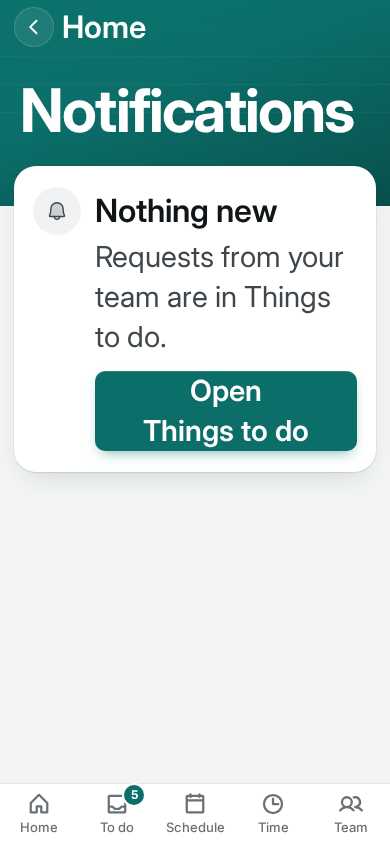 Home
Notifications
Nothing new
Requests from your
team are in Things
to do.
Open
Things to do
5
Home
To do
Schedule
Time
Team